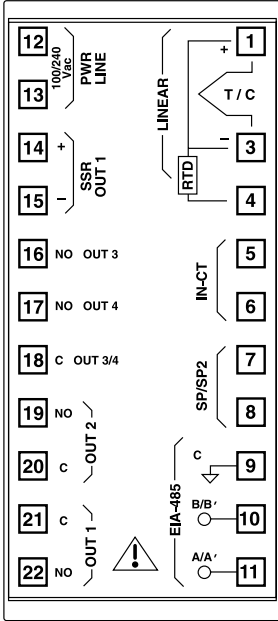 12
100/240
Vac
PWR
LINE
13
14 +
SSR
OUT 1
15 −
16 NO OUT 3
17 NO OUT 4
18 C OUT 3/4
19 NO
OUT 2
20 C
21 C
OUT 1
22 NO
1
+
LINEAR
T / C
−
3
RTD
4
5
IN-CT
6
7
SP/SP2
8
C
9
EIA-485
B/B′
10
A/A′
11